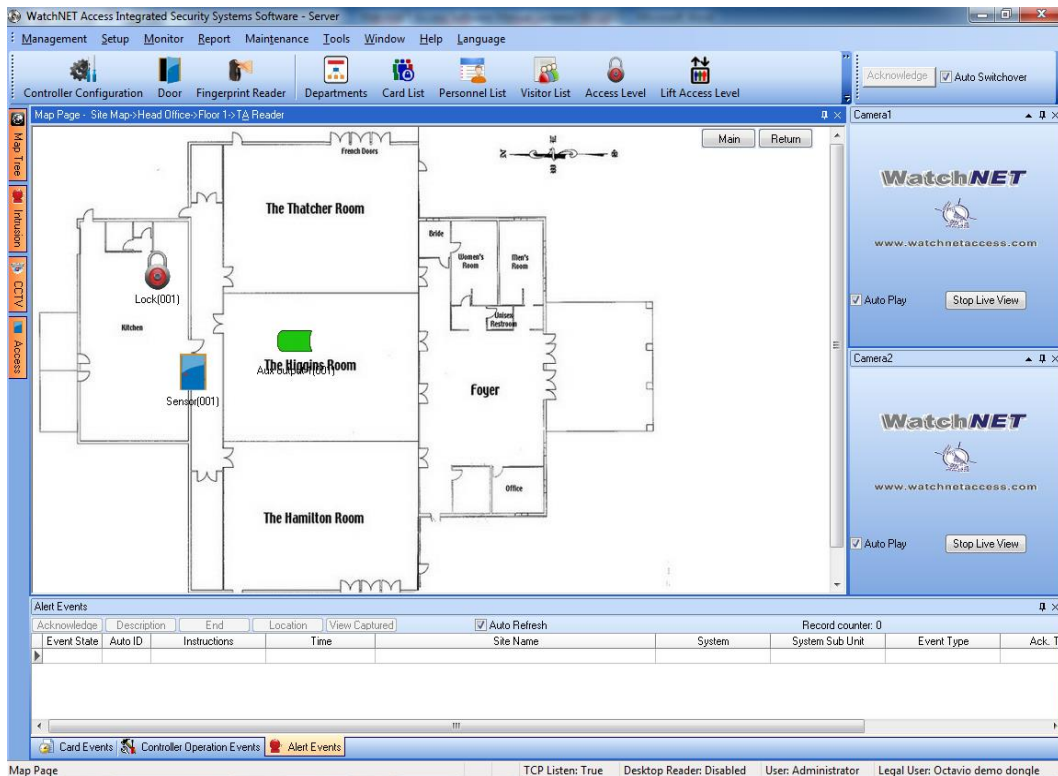 WatchNET Access Integrated Security Systems Software - Server
Management Setup Monitor Report Maintenance Tools Window Help Language
Controller Configuration Door Fingerprint Reader Departments Card List Personnel List Visitor List Access Level Lift Access Level
Acknowledge Auto Switchover
Map Page - Site Map->Head Office->Floor 1->TA Reader
Main Return
Map Tree
Intrusion
CCTV
Access
French Doors
The Thatcher Room
Bride
Women's
Room
Men's
Room
Lock(001)
Unisex
Restroom
Kitchen
The Higgins Room
Aux output 1(001)
Sensor(001)
Foyer
Office
The Hamilton Room
Camera1
WatchNET
www.watchnetaccess.com
Auto Play Stop Live View
Camera2
WatchNET
www.watchnetaccess.com
Auto Play Stop Live View
Alert Events
Acknowledge Description End Location View Captured Auto Refresh Record counter: 0
Event State Auto ID Instructions Time Site Name System System Sub Unit Event Type Ack. T
Card Events Controller Operation Events Alert Events
Map Page TCP Listen: True Desktop Reader: Disabled User: Administrator Legal User: Octavio demo dongle